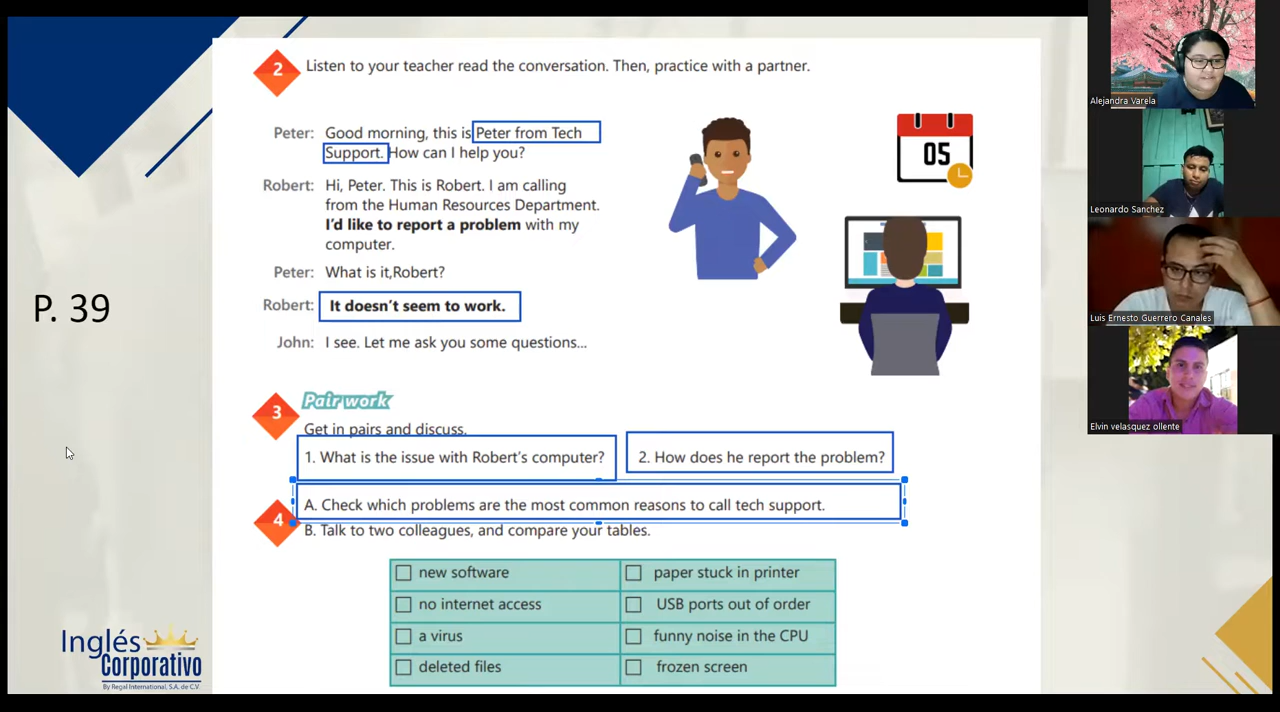 2 Listen to your teacher read the conversation. Then, practice with a partner.
Peter: Good morning, this is Peter from Tech
Support. How can I help you?
Robert: Hi, Peter. This is Robert. I am calling
from the Human Resources Department.
I'd like to report a problem with my
computer.
Peter: What is it,Robert?
Robert: It doesn't seem to work.
John: I see. Let me ask you some questions...
05
P. 39
3 Pair work
Get in pairs and discuss.
1. What is the issue with Robert's computer? 2. How does he report the problem?
4 A. Check which problems are the most common reasons to call tech support.
B. Talk to two colleagues, and compare your tables.
new software paper stuck in printer
no internet access USB ports out of order
a virus funny noise in the CPU
deleted files frozen screen
Inglés
Corporativo
By Regal International, S.A. de C.V.
Alejandra Varela
Leonardo Sanchez
Luis Ernesto Guerrero Canales
Elvin velasquez ollente